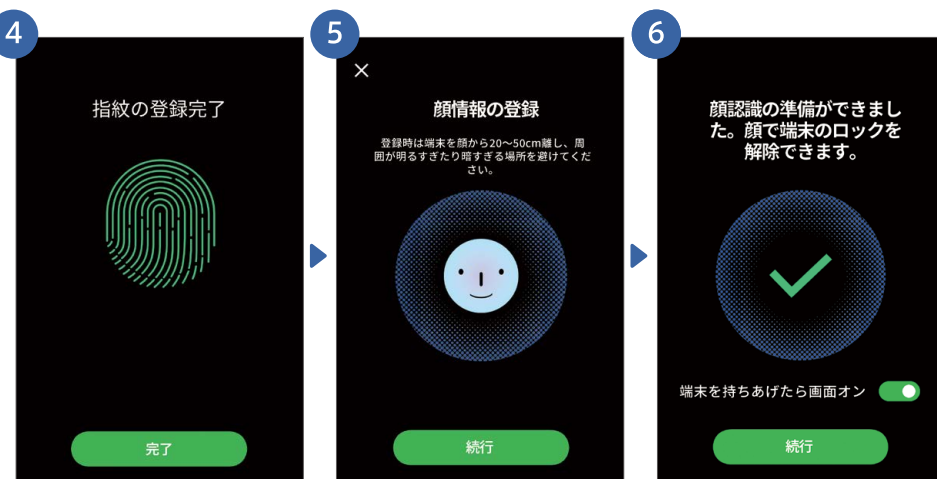 4
指紋の登録完了
完了
5
顔情報の登録
登録時は端末を顔から20〜50cm離し、周
囲が明るすぎたり暗すぎる場所を避けてくだ
さい。
続行
6
顔認識の準備ができまし
た。顔で端末のロックを
解除できます。
端末を持ちあげたら画面オン
続行